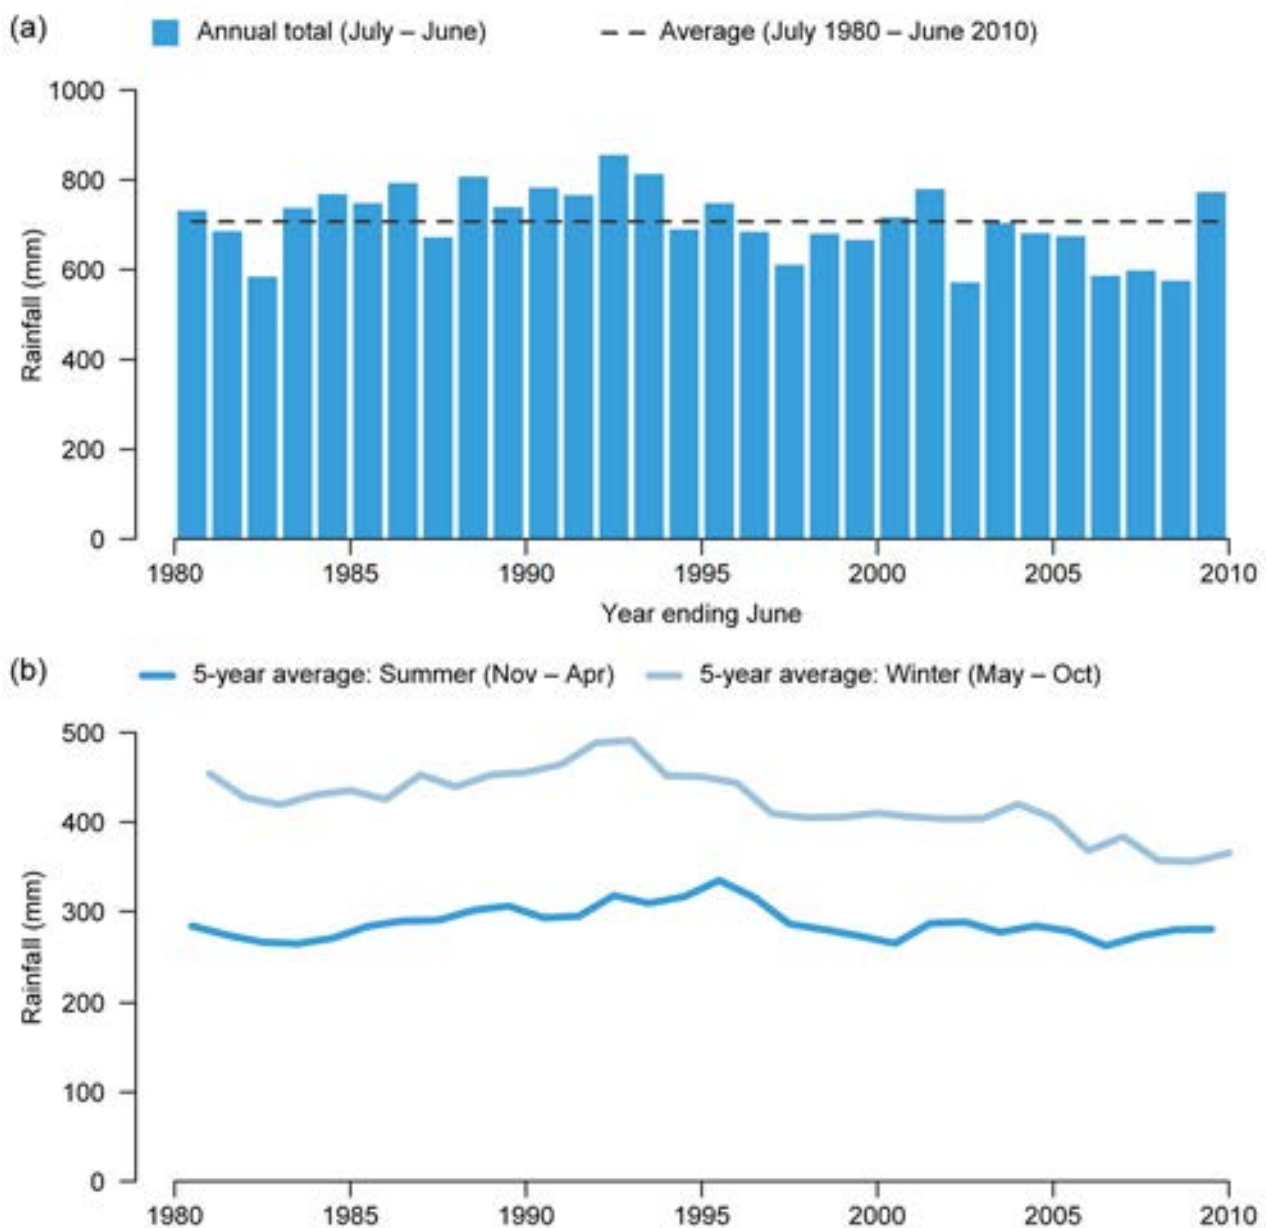 (a)
Annual total (July – June)
Average (July 1980 – June 2010)
1000
800
600
400
200
0
Rainfall (mm)
1980 1985 1990 1995 2000 2005 2010
Year ending June
(b)
5-year average: Summer (Nov – Apr)
5-year average: Winter (May – Oct)
500
400
300
200
100
0
Rainfall (mm)
1980 1985 1990 1995 2000 2005 2010